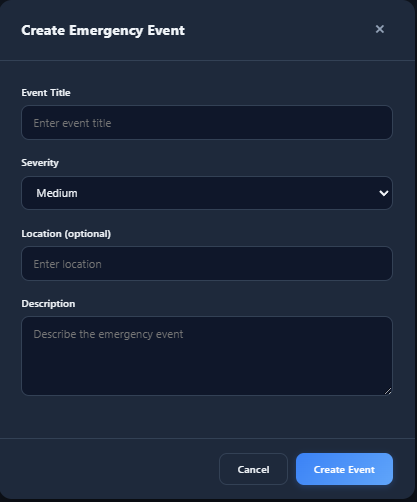 Create Emergency Event ×
Event Title
Enter event title
Severity
Medium
Location (optional)
Enter location
Description
Describe the emergency event
Cancel Create Event